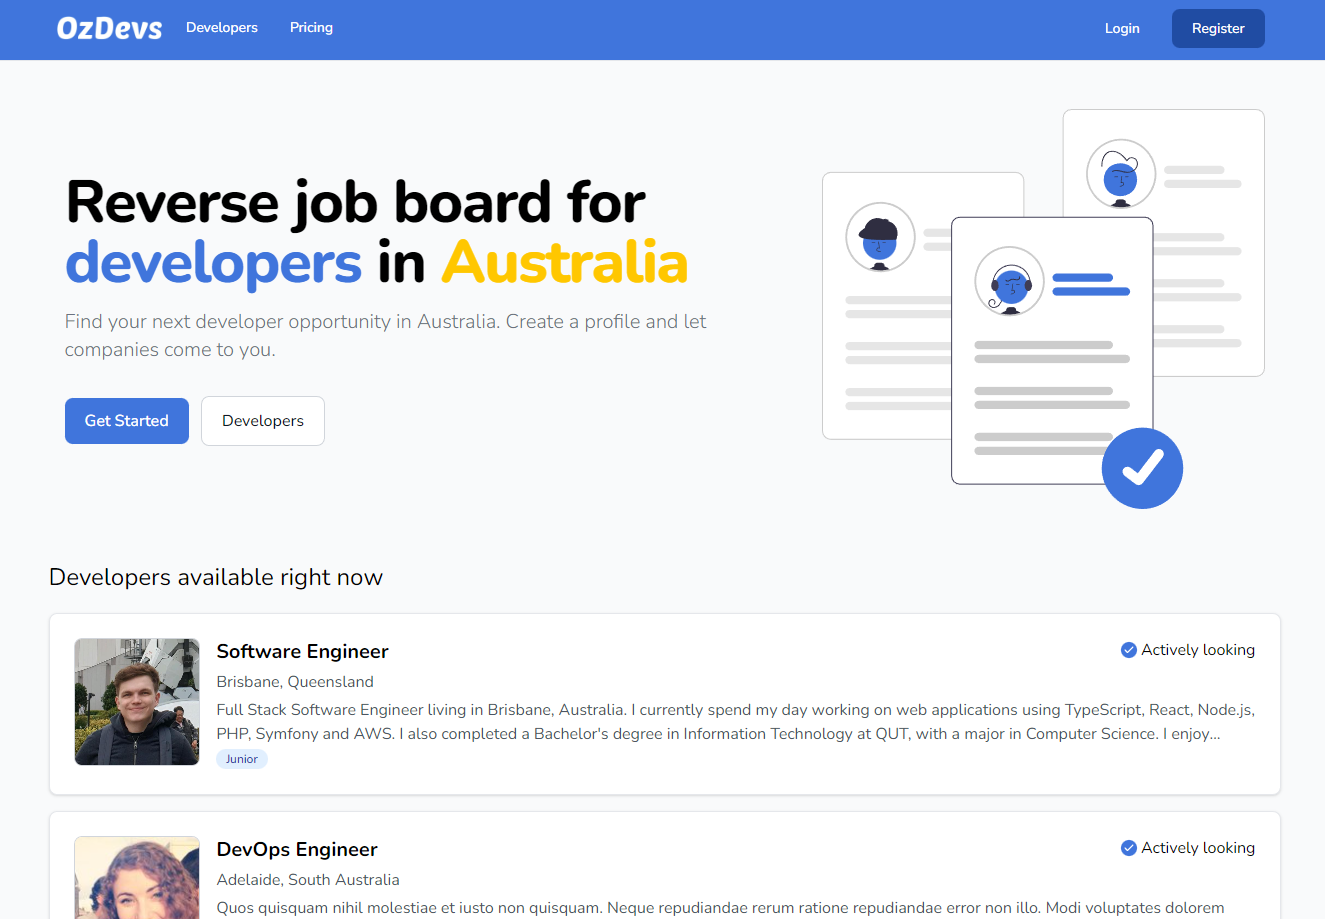 OzDevs Developers Pricing Login Register
Reverse job board for
developers in Australia
Find your next developer opportunity in Australia. Create a profile and let
companies come to you.
Get Started Developers
Developers available right now
Software Engineer Actively looking
Brisbane, Queensland
Full Stack Software Engineer living in Brisbane, Australia. I currently spend my day working on web applications using TypeScript, React, Node.js,
PHP, Symfony and AWS. I also completed a Bachelor's degree in Information Technology at QUT, with a major in Computer Science. I enjoy...
Junior
DevOps Engineer Actively looking
Adelaide, South Australia
Quos quisquam nihil molestiae et iusto non quisquam. Neque repudiandae rerum ratione repudiandae error non illo. Modi voluptates dolorem